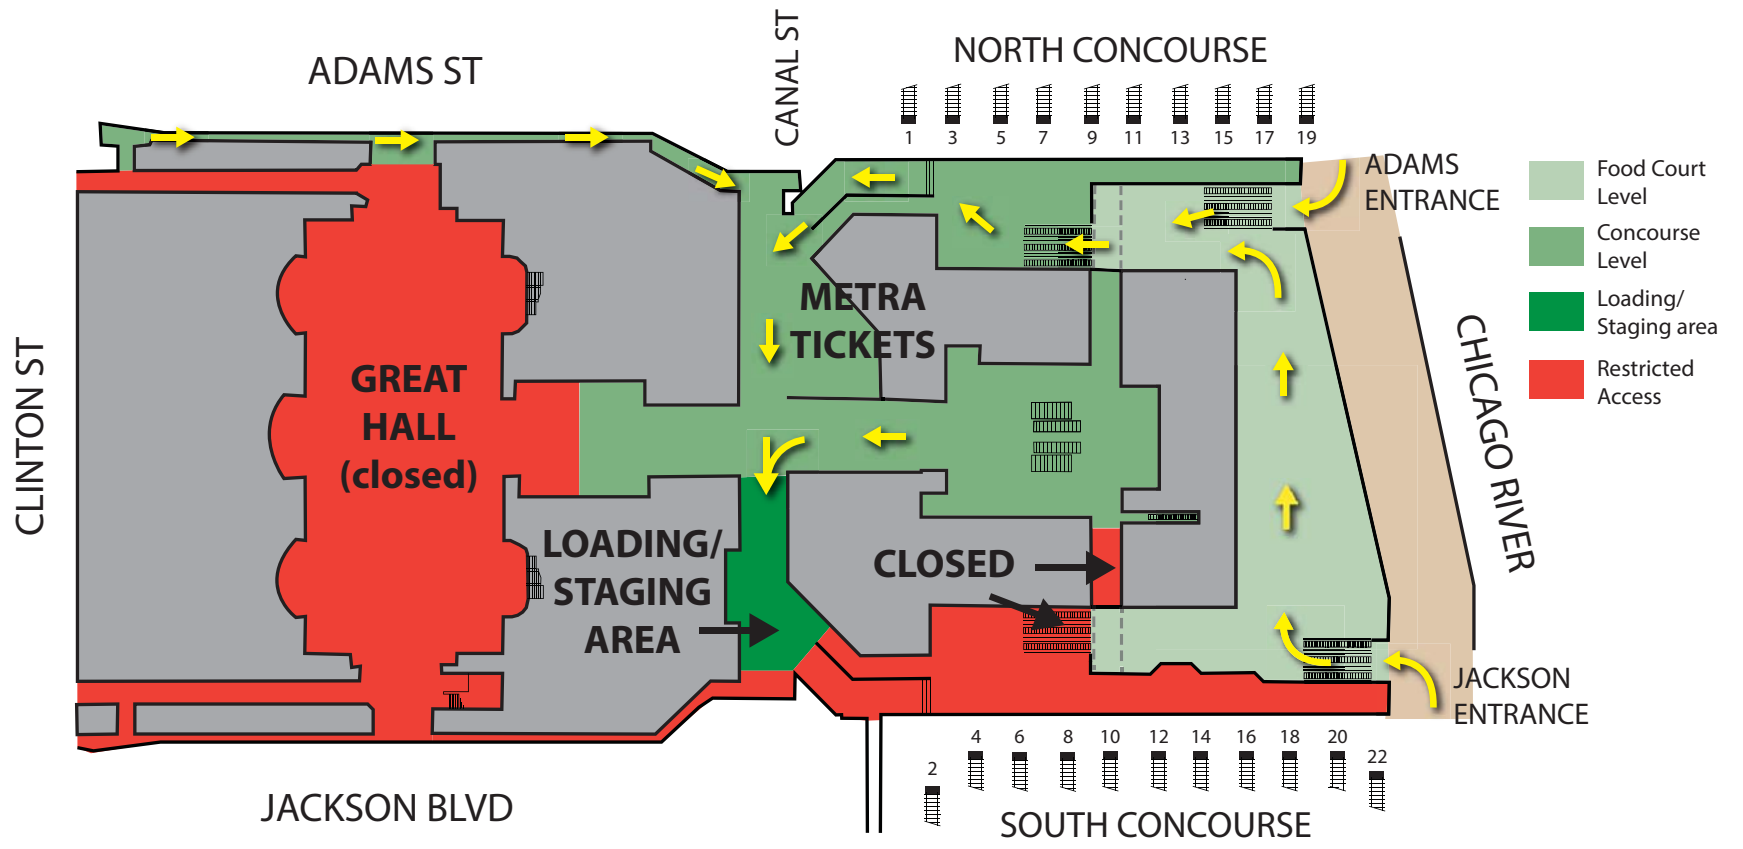 ADAMS ST
CANAL ST
NORTH CONCOURSE
1 3 5 7 9 11 13 15 17 19
ADAMS
ENTRANCE
Food Court
Level
Concourse
Level
Loading/
Staging area
Restricted
Access
METRA
TICKETS
GREAT
HALL
(closed)
CLINTON ST
CHICAGO RIVER
LOADING/
STAGING
AREA
CLOSED
JACKSON
ENTRANCE
JACKSON BLVD
2 4 6 8 10 12 14 16 18 20 22
SOUTH CONCOURSE